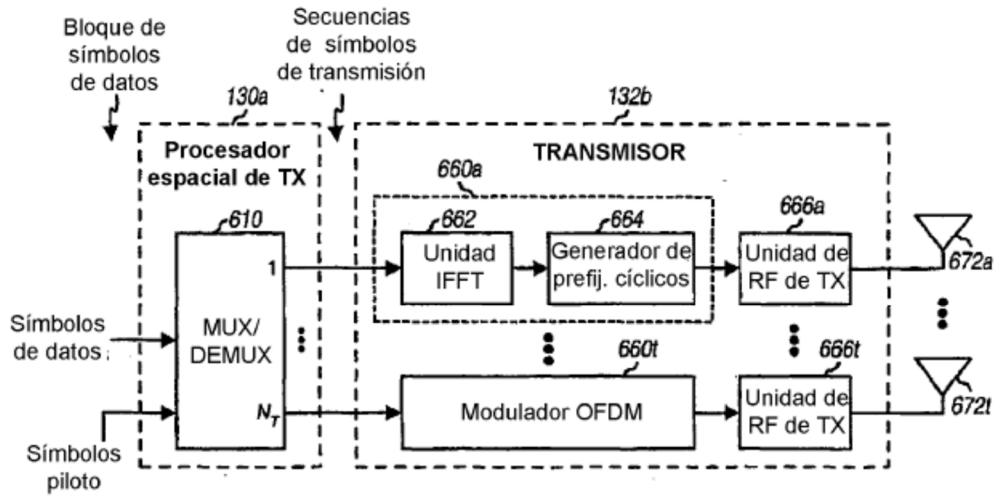 Bloque de
símbolos
de datos
Secuencias
de símbolos
de transmisión
130a
132b
Procesador
espacial de TX
TRANSMISOR
660a
610
662
664
666a
1
Unidad
IFFT
Generador de
prefij. cíclicos
Unidad de
RF de TX
672a
Símbolos
de datos
MUX/
DEMUX
660t
666t
N_T
Modulador OFDM
Unidad de
RF de TX
672t
Símbolos
piloto